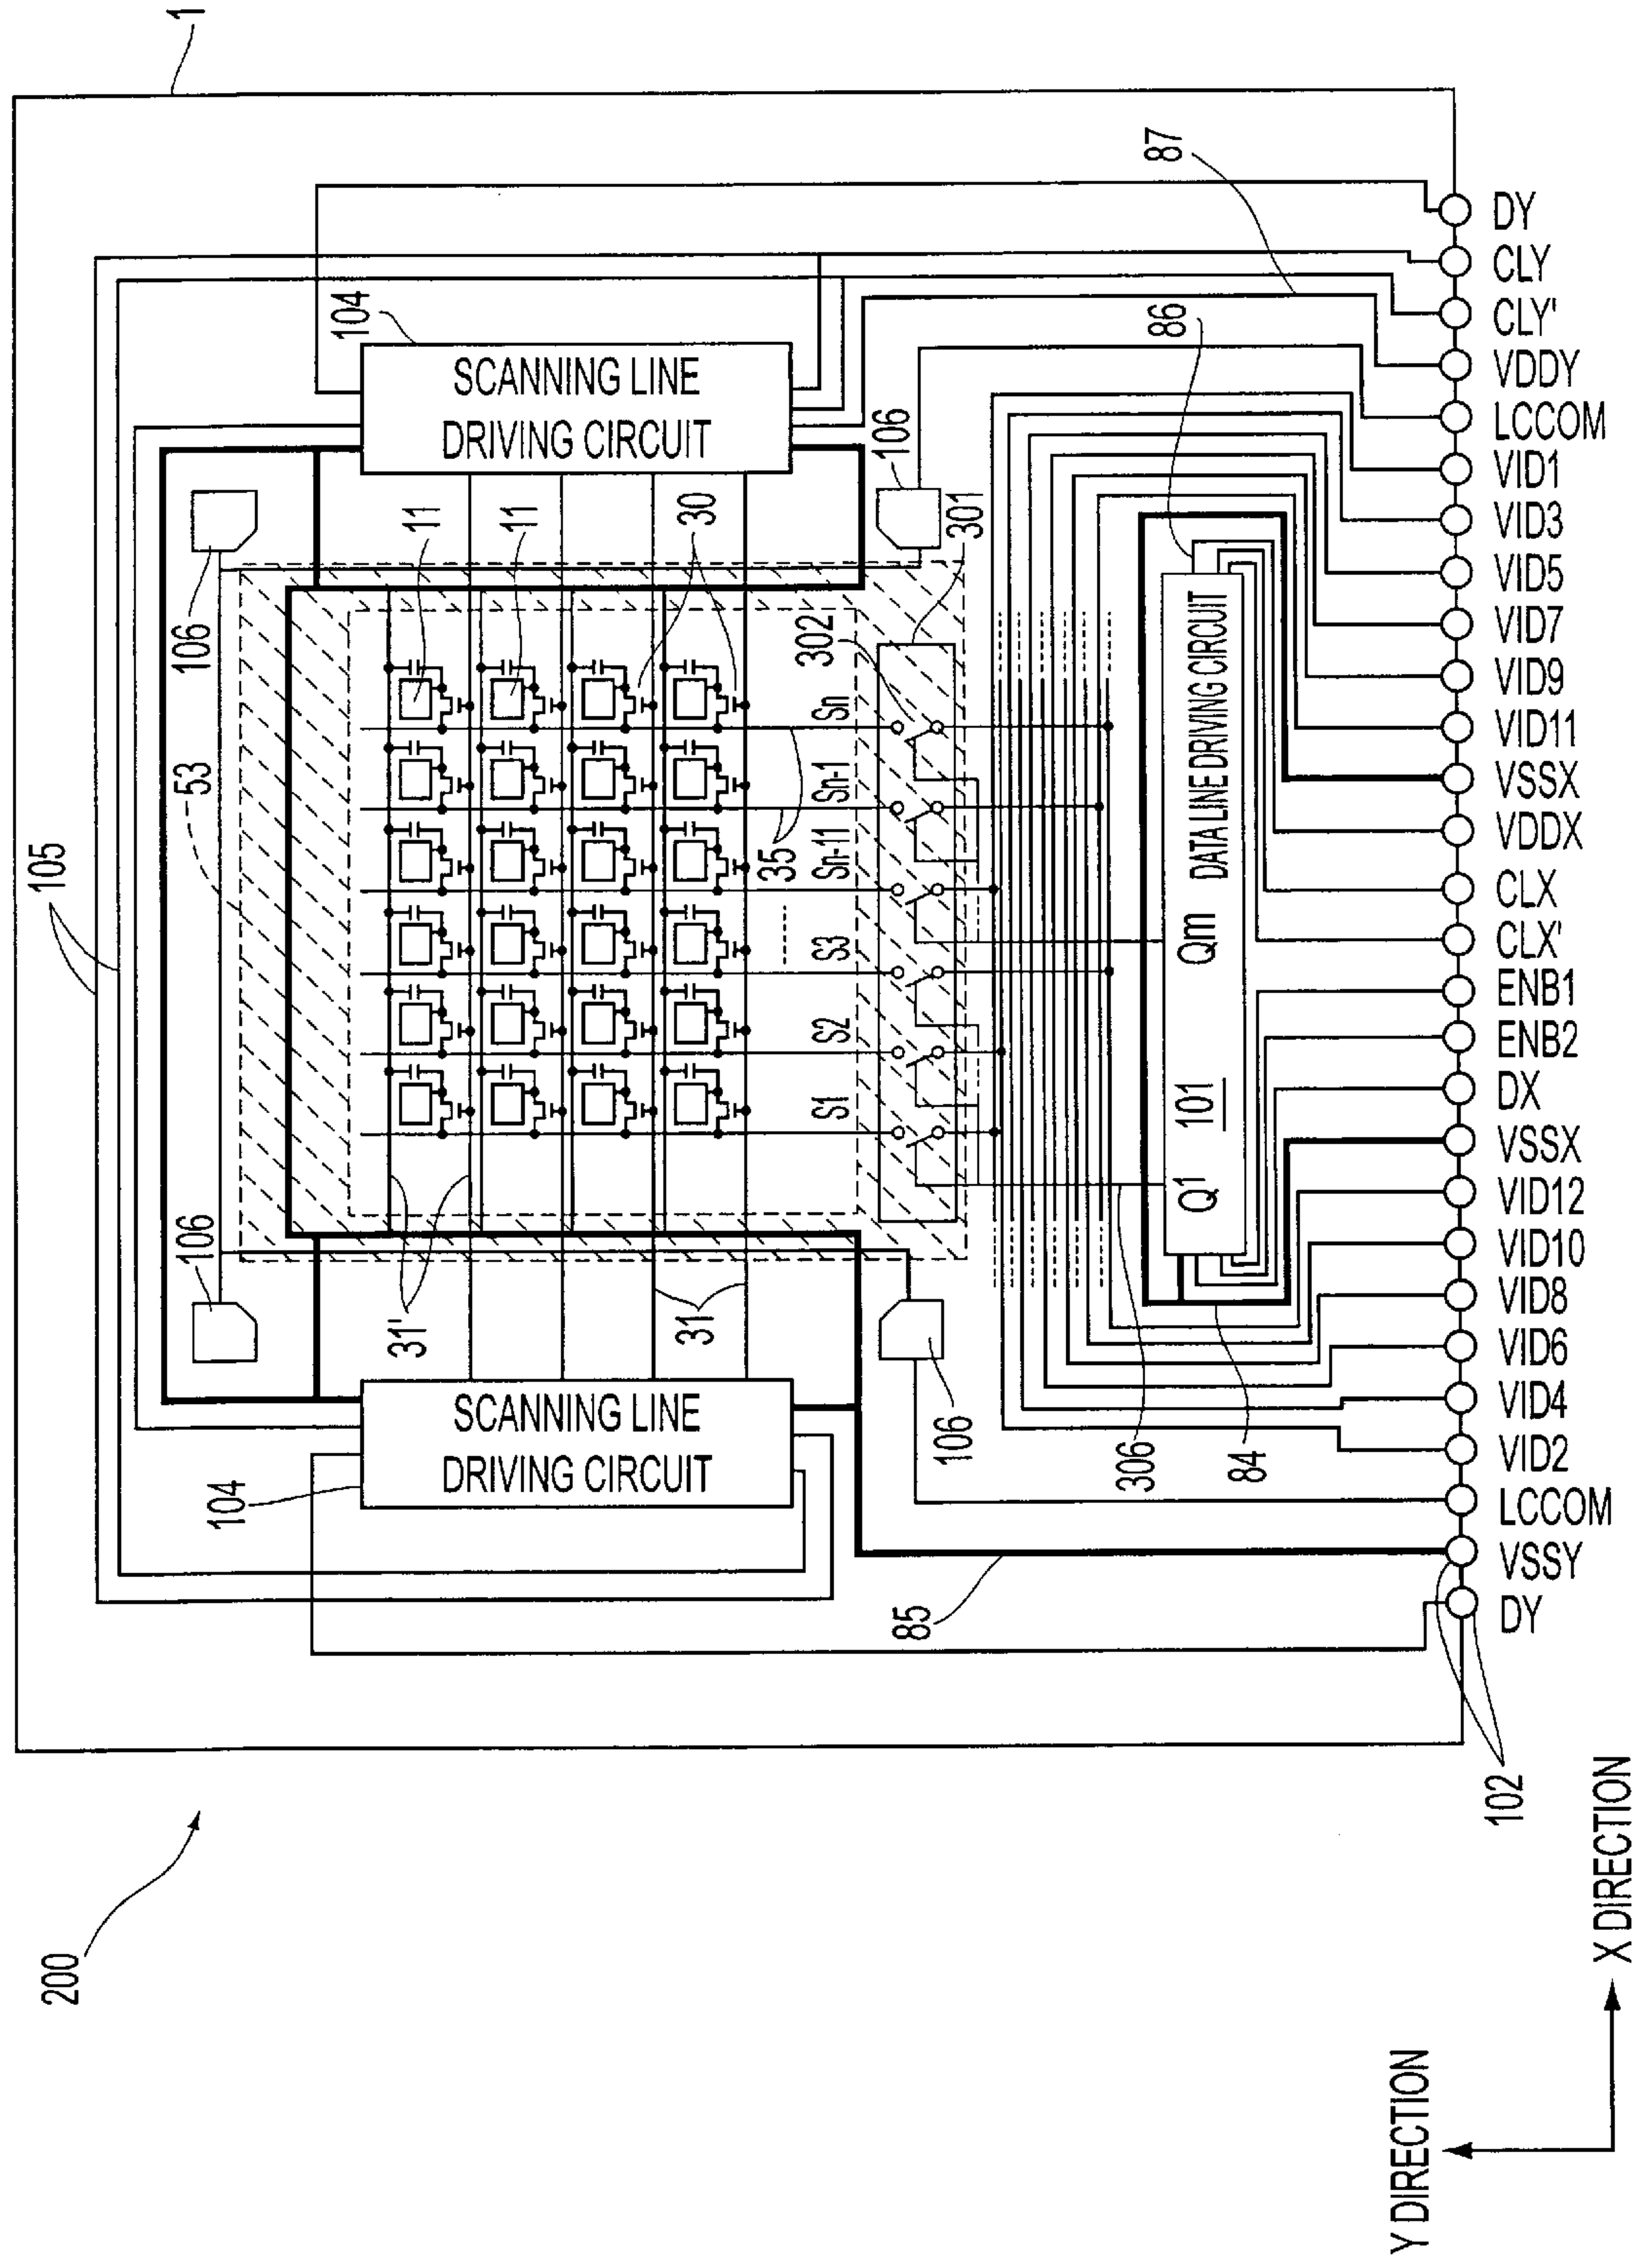 1
105
53
87
104
SCANNING LINE
DRIVING CIRCUIT
106
106
11
11
30
301
302
86
Sn
Sn-1
Sn-11
S3
S2
S1
35
DATA LINE DRIVING CIRCUIT
Qm
101
Q1
106
31'
31
106
306
84
104
SCANNING LINE
DRIVING CIRCUIT
85
DY
CLY
CLY'
VDDY
LCCOM
VID1
VID3
VID5
VID7
VID9
VID11
VSSX
VDDX
CLX
CLX'
ENB1
ENB2
DX
VSSX
VID12
VID10
VID8
VID6
VID4
VID2
LCCOM
VSSY
DY
102
200
Y DIRECTION
X DIRECTION